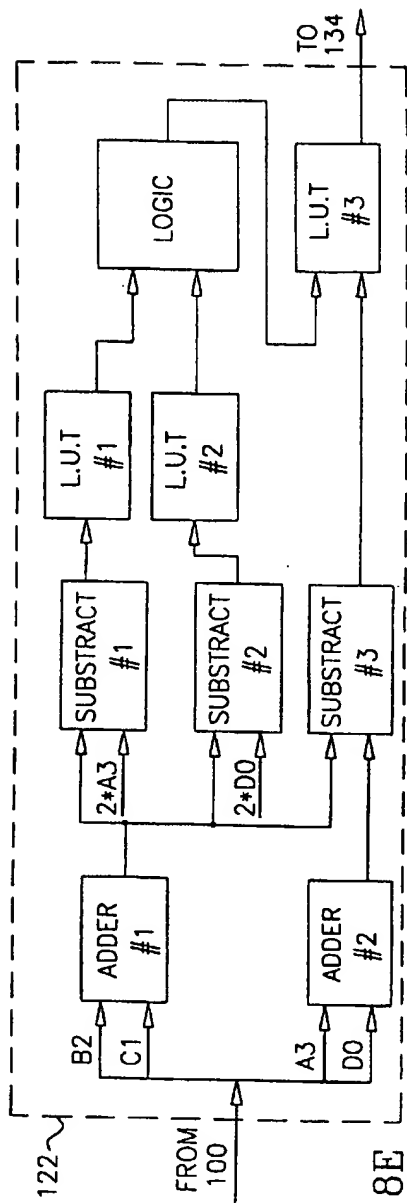 122
FROM
100
B2
C1
A3
D0
ADDER
#1
ADDER
#2
2*A3
2*D0
SUBSTRACT
#1
SUBSTRACT
#2
SUBSTRACT
#3
L.U.T
#1
L.U.T
#2
LOGIC
L.U.T
#3
TO
134
8E